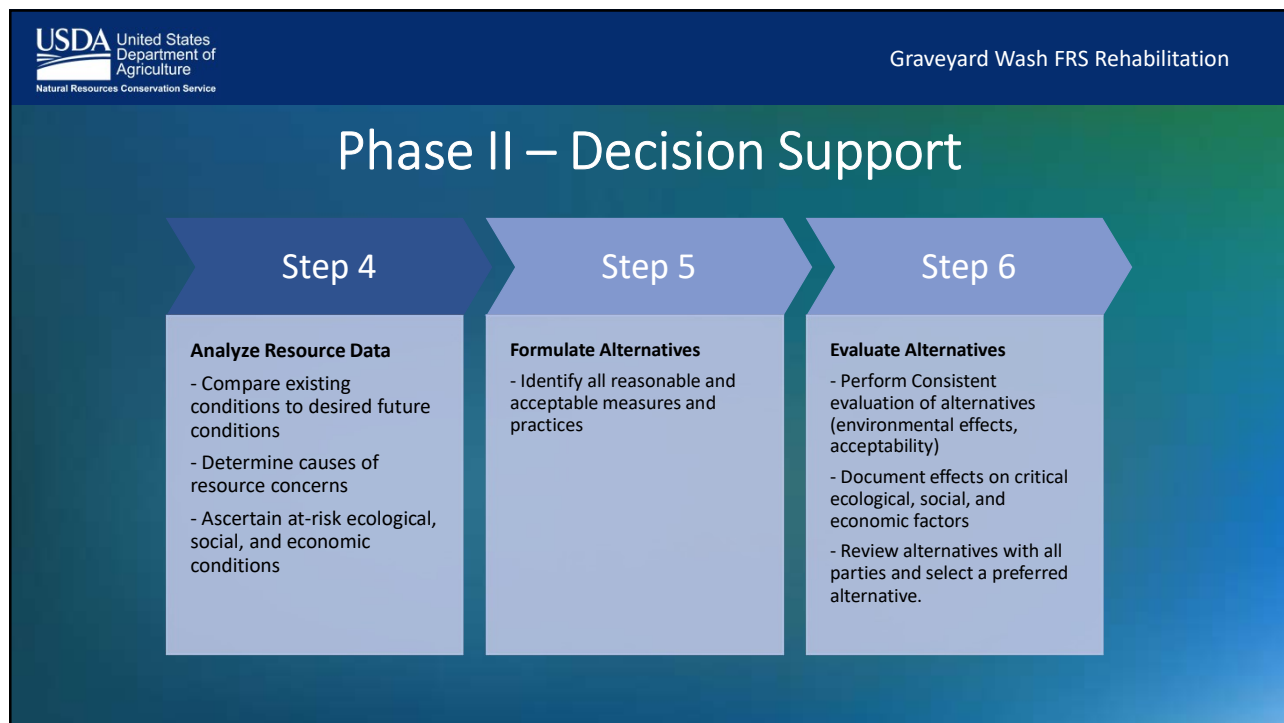 USDA
United States
Department of
Agriculture
Natural Resources Conservation Service
Graveyard Wash FRS Rehabilitation
Phase II – Decision Support
Step 4
Analyze Resource Data
- Compare existing
conditions to desired future
conditions
- Determine causes of
resource concerns
- Ascertain at-risk ecological,
social, and economic
conditions
Step 5
Formulate Alternatives
- Identify all reasonable and
acceptable measures and
practices
Step 6
Evaluate Alternatives
- Perform Consistent
evaluation of alternatives
(environmental effects,
acceptability)
- Document effects on critical
ecological, social, and
economic factors
- Review alternatives with all
parties and select a preferred
alternative.